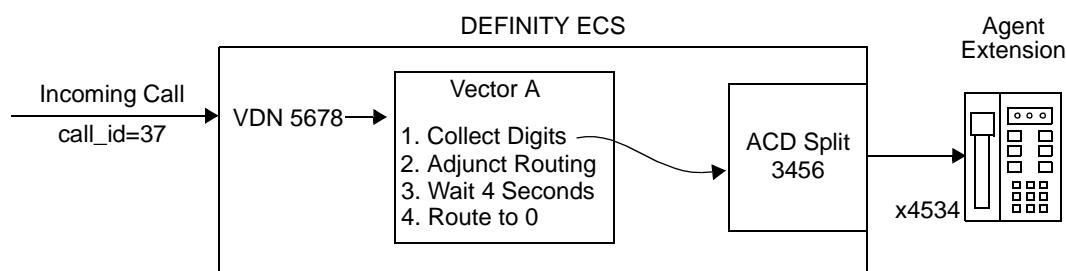 DEFINITY ECS
Agent
Extension
Incoming Call
call_id=37
VDN 5678
Vector A
1. Collect Digits
2. Adjunct Routing
3. Wait 4 Seconds
4. Route to 0
ACD Split
3456
x4534